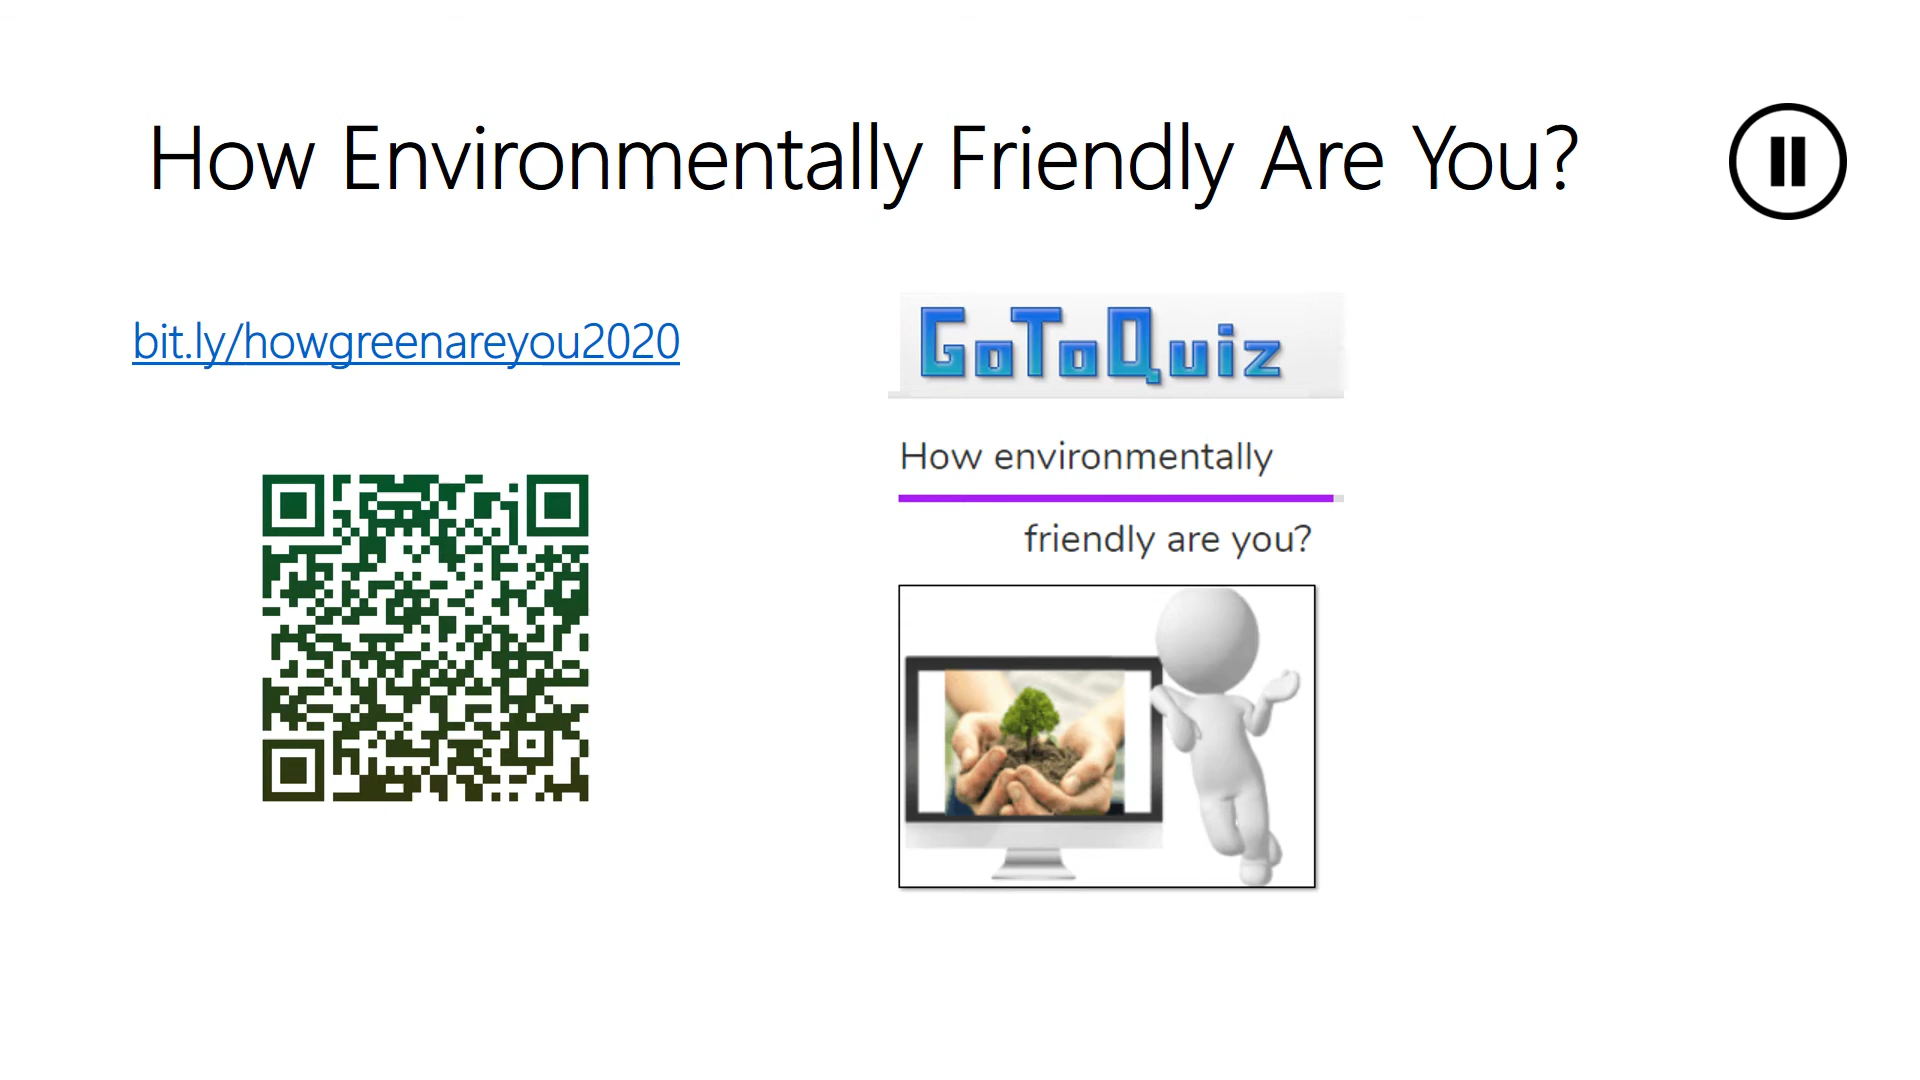 How Environmentally Friendly Are You?
bit.ly/howgreenareyou2020
GoToQuiz
How environmentally
friendly are you?